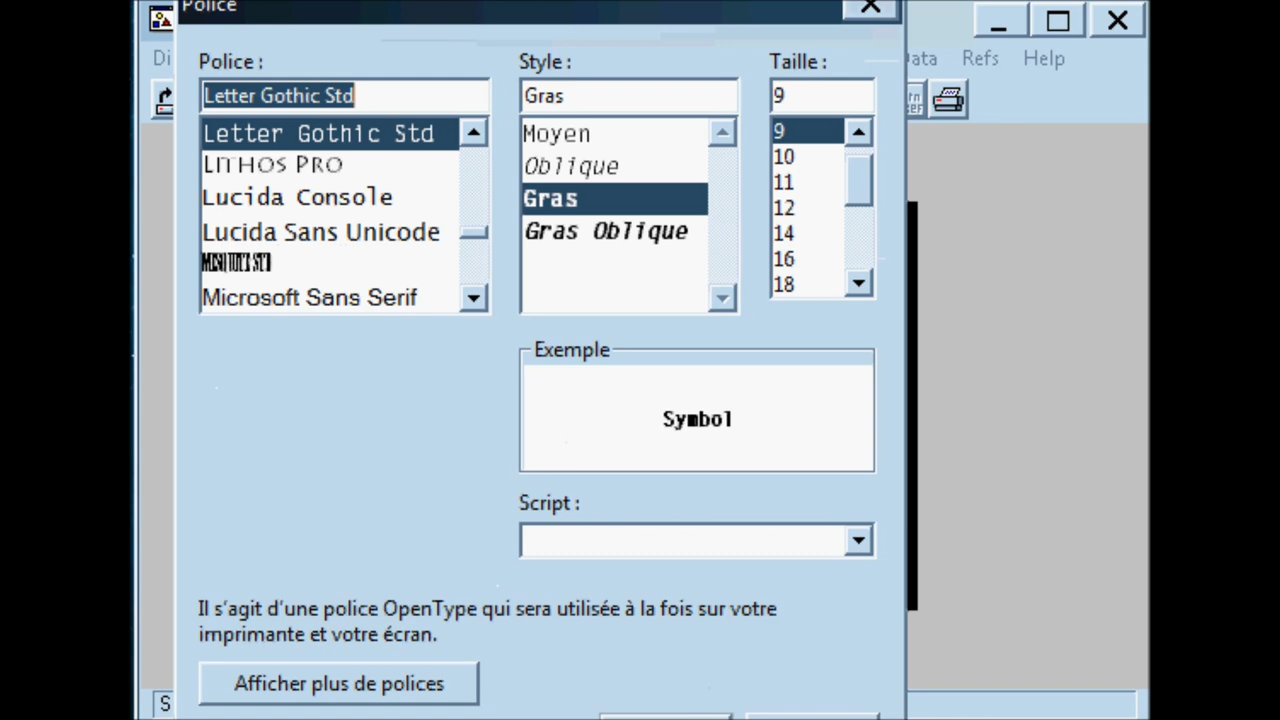 Police
Di
Data Refs Help
Police : Style : Taille :
Letter Gothic Std Gras 9
Letter Gothic Std
LITHOS PRO
Lucida Console
Lucida Sans Unicode
Microsoft Sans Serif
Moyen
Oblique
Gras
Gras Oblique
9
10
11
12
14
16
18
Exemple
Symbol
Script :
Il s'agit d'une police OpenType qui sera utilisée à la fois sur votre
imprimante et votre écran.
Afficher plus de polices
S